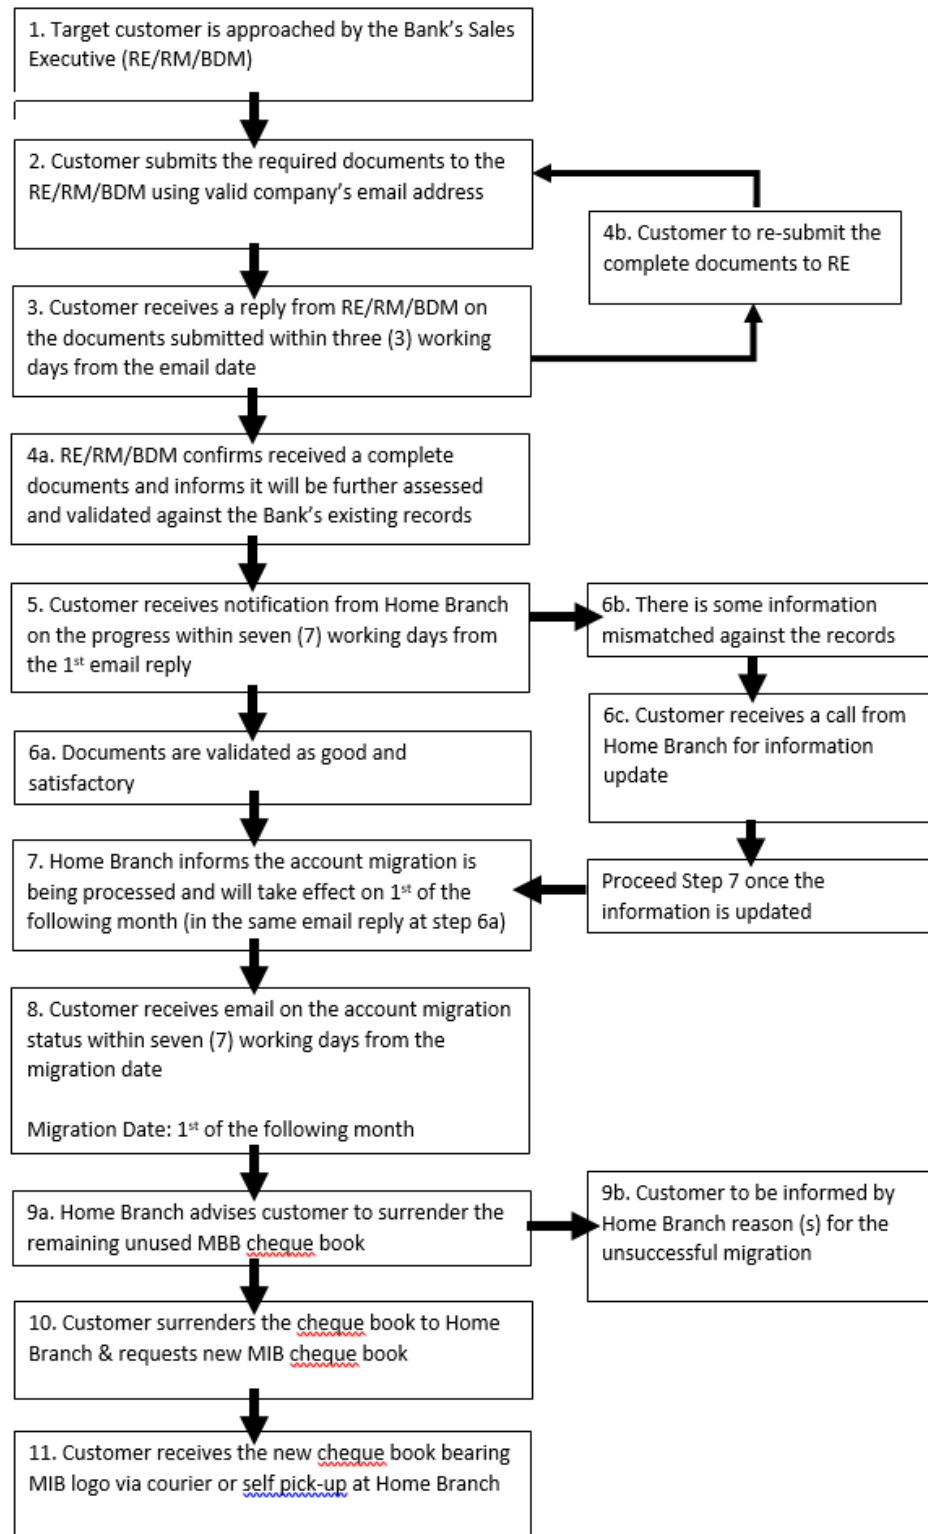 1. Target customer is approached by the Bank’s Sales
Executive (RE/RM/BDM)
2. Customer submits the required documents to the
RE/RM/BDM using valid company’s email address
4b. Customer to re-submit the
complete documents to RE
3. Customer receives a reply from RE/RM/BDM on
the documents submitted within three (3) working
days from the email date
4a. RE/RM/BDM confirms received a complete
documents and informs it will be further assessed
and validated against the Bank’s existing records
5. Customer receives notification from Home Branch
on the progress within seven (7) working days from
the 1st email reply
6b. There is some information
mismatched against the records
6c. Customer receives a call from
Home Branch for information
update
6a. Documents are validated as good and
satisfactory
7. Home Branch informs the account migration is
being processed and will take effect on 1st of the
following month (in the same email reply at step 6a)
Proceed Step 7 once the
information is updated
8. Customer receives email on the account migration
status within seven (7) working days from the
migration date
Migration Date: 1st of the following month
9a. Home Branch advises customer to surrender the
remaining unused MBB cheque book
9b. Customer to be informed by
Home Branch reason (s) for the
unsuccessful migration
10. Customer surrenders the cheque book to Home
Branch & requests new MIB cheque book
11. Customer receives the new cheque book bearing
MIB logo via courier or self pick-up at Home Branch